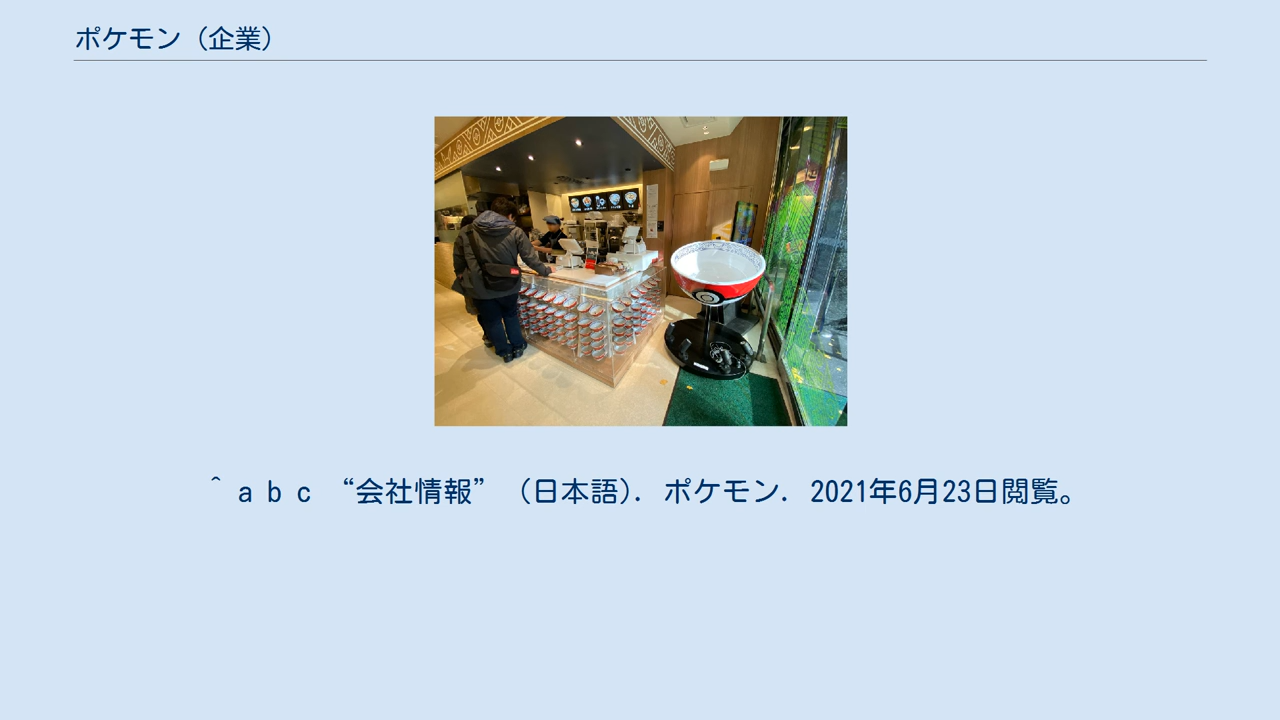 ポケモン（企業）
^ a b c “会社情報” （日本語）. ポケモン. 2021年6月23日閲覧。